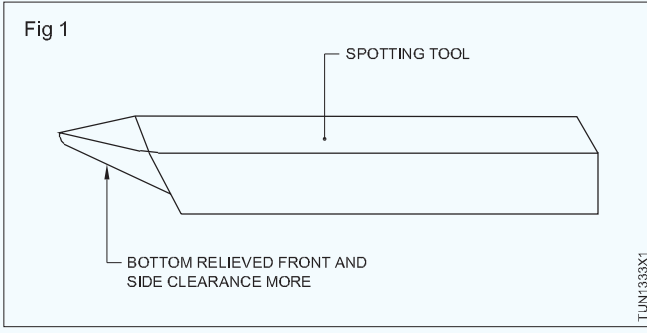 Fig 1
SPOTTING TOOL
BOTTOM RELIEVED FRONT AND
SIDE CLEARANCE MORE
TUN1333X1